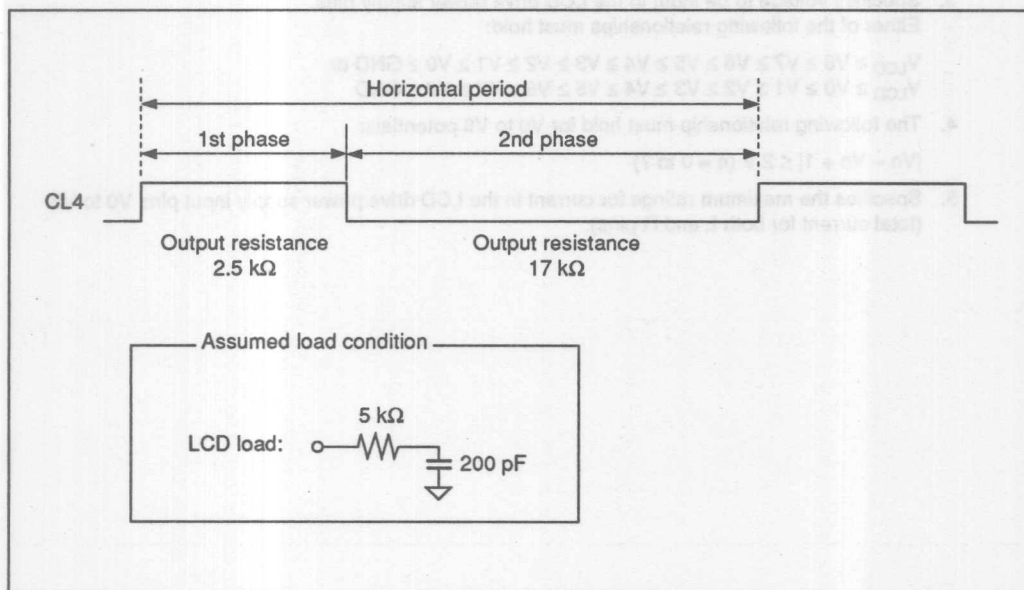 Horizontal period
1st phase
2nd phase
CL4
Output resistance
2.5 kΩ
Output resistance
17 kΩ
Assumed load condition
5 kΩ
LCD load:
200 pF